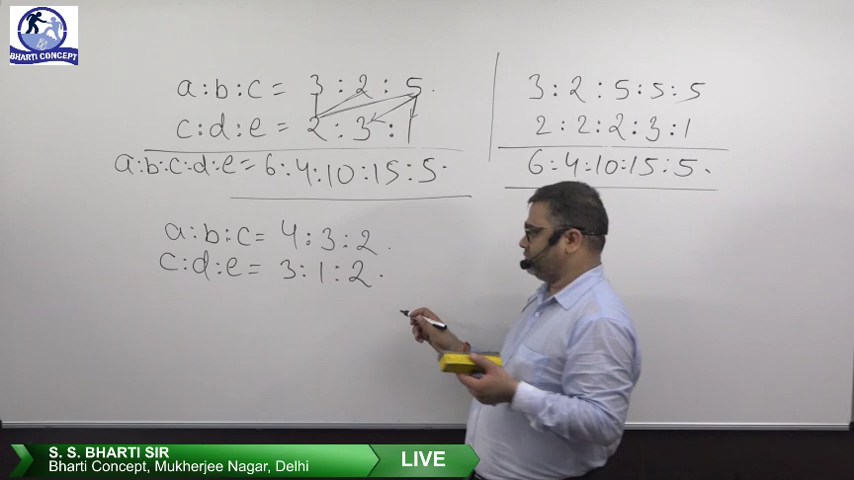 BHARTI CONCEPT
a:b:c = 3 : 2 : 5.
c:d:e = 2 : 3 : 1
a:b:c:d:e = 6:4:10:15:5.
3 : 2 : 5 : 5 : 5
2 : 2 : 2 : 3 : 1
6:4:10:15:5.
a:b:c = 4 : 3 : 2.
c:d:e = 3 : 1 : 2.
S. S. BHARTI SIR
Bharti Concept, Mukherjee Nagar, Delhi
LIVE